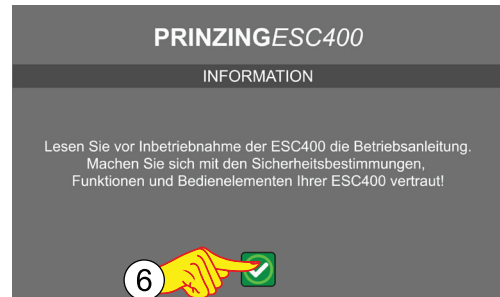 PRINZINGESC400
INFORMATION
Lesen Sie vor Inbetriebnahme der ESC400 die Betriebsanleitung.
Machen Sie sich mit den Sicherheitsbestimmungen,
Funktionen und Bedienelementen Ihrer ESC400 vertraut!
6